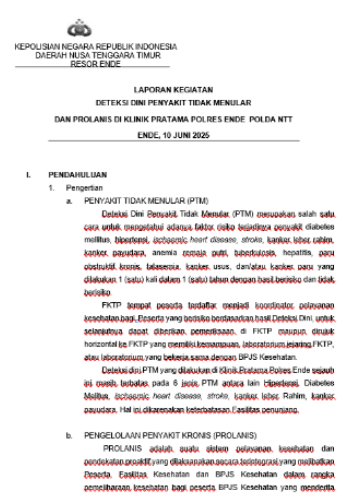 KEPOLISIAN NEGARA REPUBLIK INDONESIA
DAERAH NUSA TENGGARA TIMUR
RESOR ENDE
LAPORAN KEGIATAN
DETEKSI DINI PENYAKIT TIDAK MENULAR
DAN PROLANIS DI KLINIK PRATAMA POLRES ENDE POLDA NTT
ENDE, 10 JUNI 2025
I. PENDAHULUAN
1. Pengertian
a. PENYAKIT TIDAK MENULAR (PTM)
Deteksi Dini Penyakit Tidak Menular (PTM) merupakan salah satu
cara untuk mengetahui adanya faktor risiko terjadinya penyakit diabetes
mellitus, hipertensi, ischaemic heart disease, stroke, kanker leher rahim,
kanker payudara, anemia remaja putri, tuberkulosis, hepatitis, paru
obstruktif kronis, talasemia, kanker usus, dan/atau kanker paru yang
dilakukan 1 (satu) kali dalam 1 (satu) tahun dengan hasil berisiko dan tidak
berisiko.
FKTP tempat peserta terdaftar menjadi koordinator pelayanan
kesehatan bagi Peserta yang berisiko berdasarkan hasil Deteksi Dini untuk
selanjutnya dapat diberikan pemeriksaan di FKTP maupun dirujuk
horizontal ke FKTP yang memiliki kemampuan, laboratorium jejaring FKTP,
atau laboratorium yang bekerja sama dengan BPJS Kesehatan.
Deteksi dini PTM yang dilakukan di Klinik Pratama Polres Ende sejauh
ini masih terbatas pada 6 jenis PTM antara lain Hipertensi, Diabetes
Mellitus, ischaemic heart disease, stroke, kanker leher Rahim, kanker
payudara. Hal ini dikarenakan keterbatasan Fasilitas penunjang.
b. PENGELOLAAN PENYAKIT KRONIS (PROLANIS)
PROLANIS adalah suatu sistem pelayanan kesehatan dan
pendekatan proaktif yang dilaksanakan secara terintegrasi yang melibatkan
Peserta, Fasilitas Kesehatan dan BPJS Kesehatan dalam rangka
pemeliharaan kesehatan bagi peserta BPJS Kesehatan yang menderita